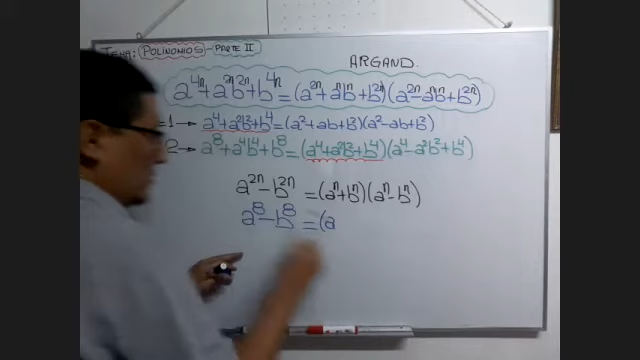 TEMA: POLINOMIOS - PARTE II
ARGAND.
a^4n + a^2n b^2n + b^4n = (a^2n + a^n b^n + b^2n)(a^2n - a^n b^n + b^2n)
=1 → a^4 + a^2b^2 + b^4 = (a^2 + ab + b^2)(a^2 - ab + b^2)
2 → a^8 + a^4b^4 + b^8 = (a^4 + a^2b^2 + b^4)(a^4 - a^2b^2 + b^4)
a^2n - b^2n = (a^n + b^n)(a^n - b^n)
a^8 - b^8 = (a